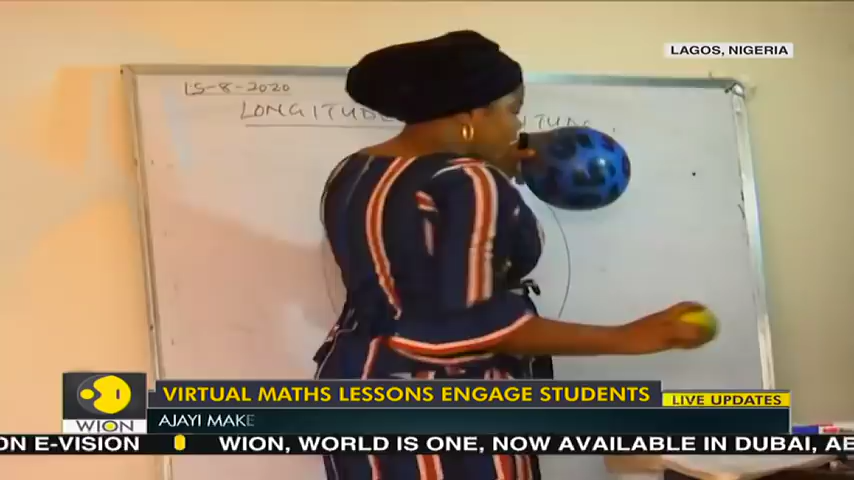 LAGOS, NIGERIA
15-8-2020
LONGITUDE
VIRTUAL MATHS LESSONS ENGAGE STUDENTS
LIVE UPDATES
WION
AJAYI MAKE
ON E-VISION. WION, WORLD IS ONE, NOW AVAILABLE IN DUBAI, A